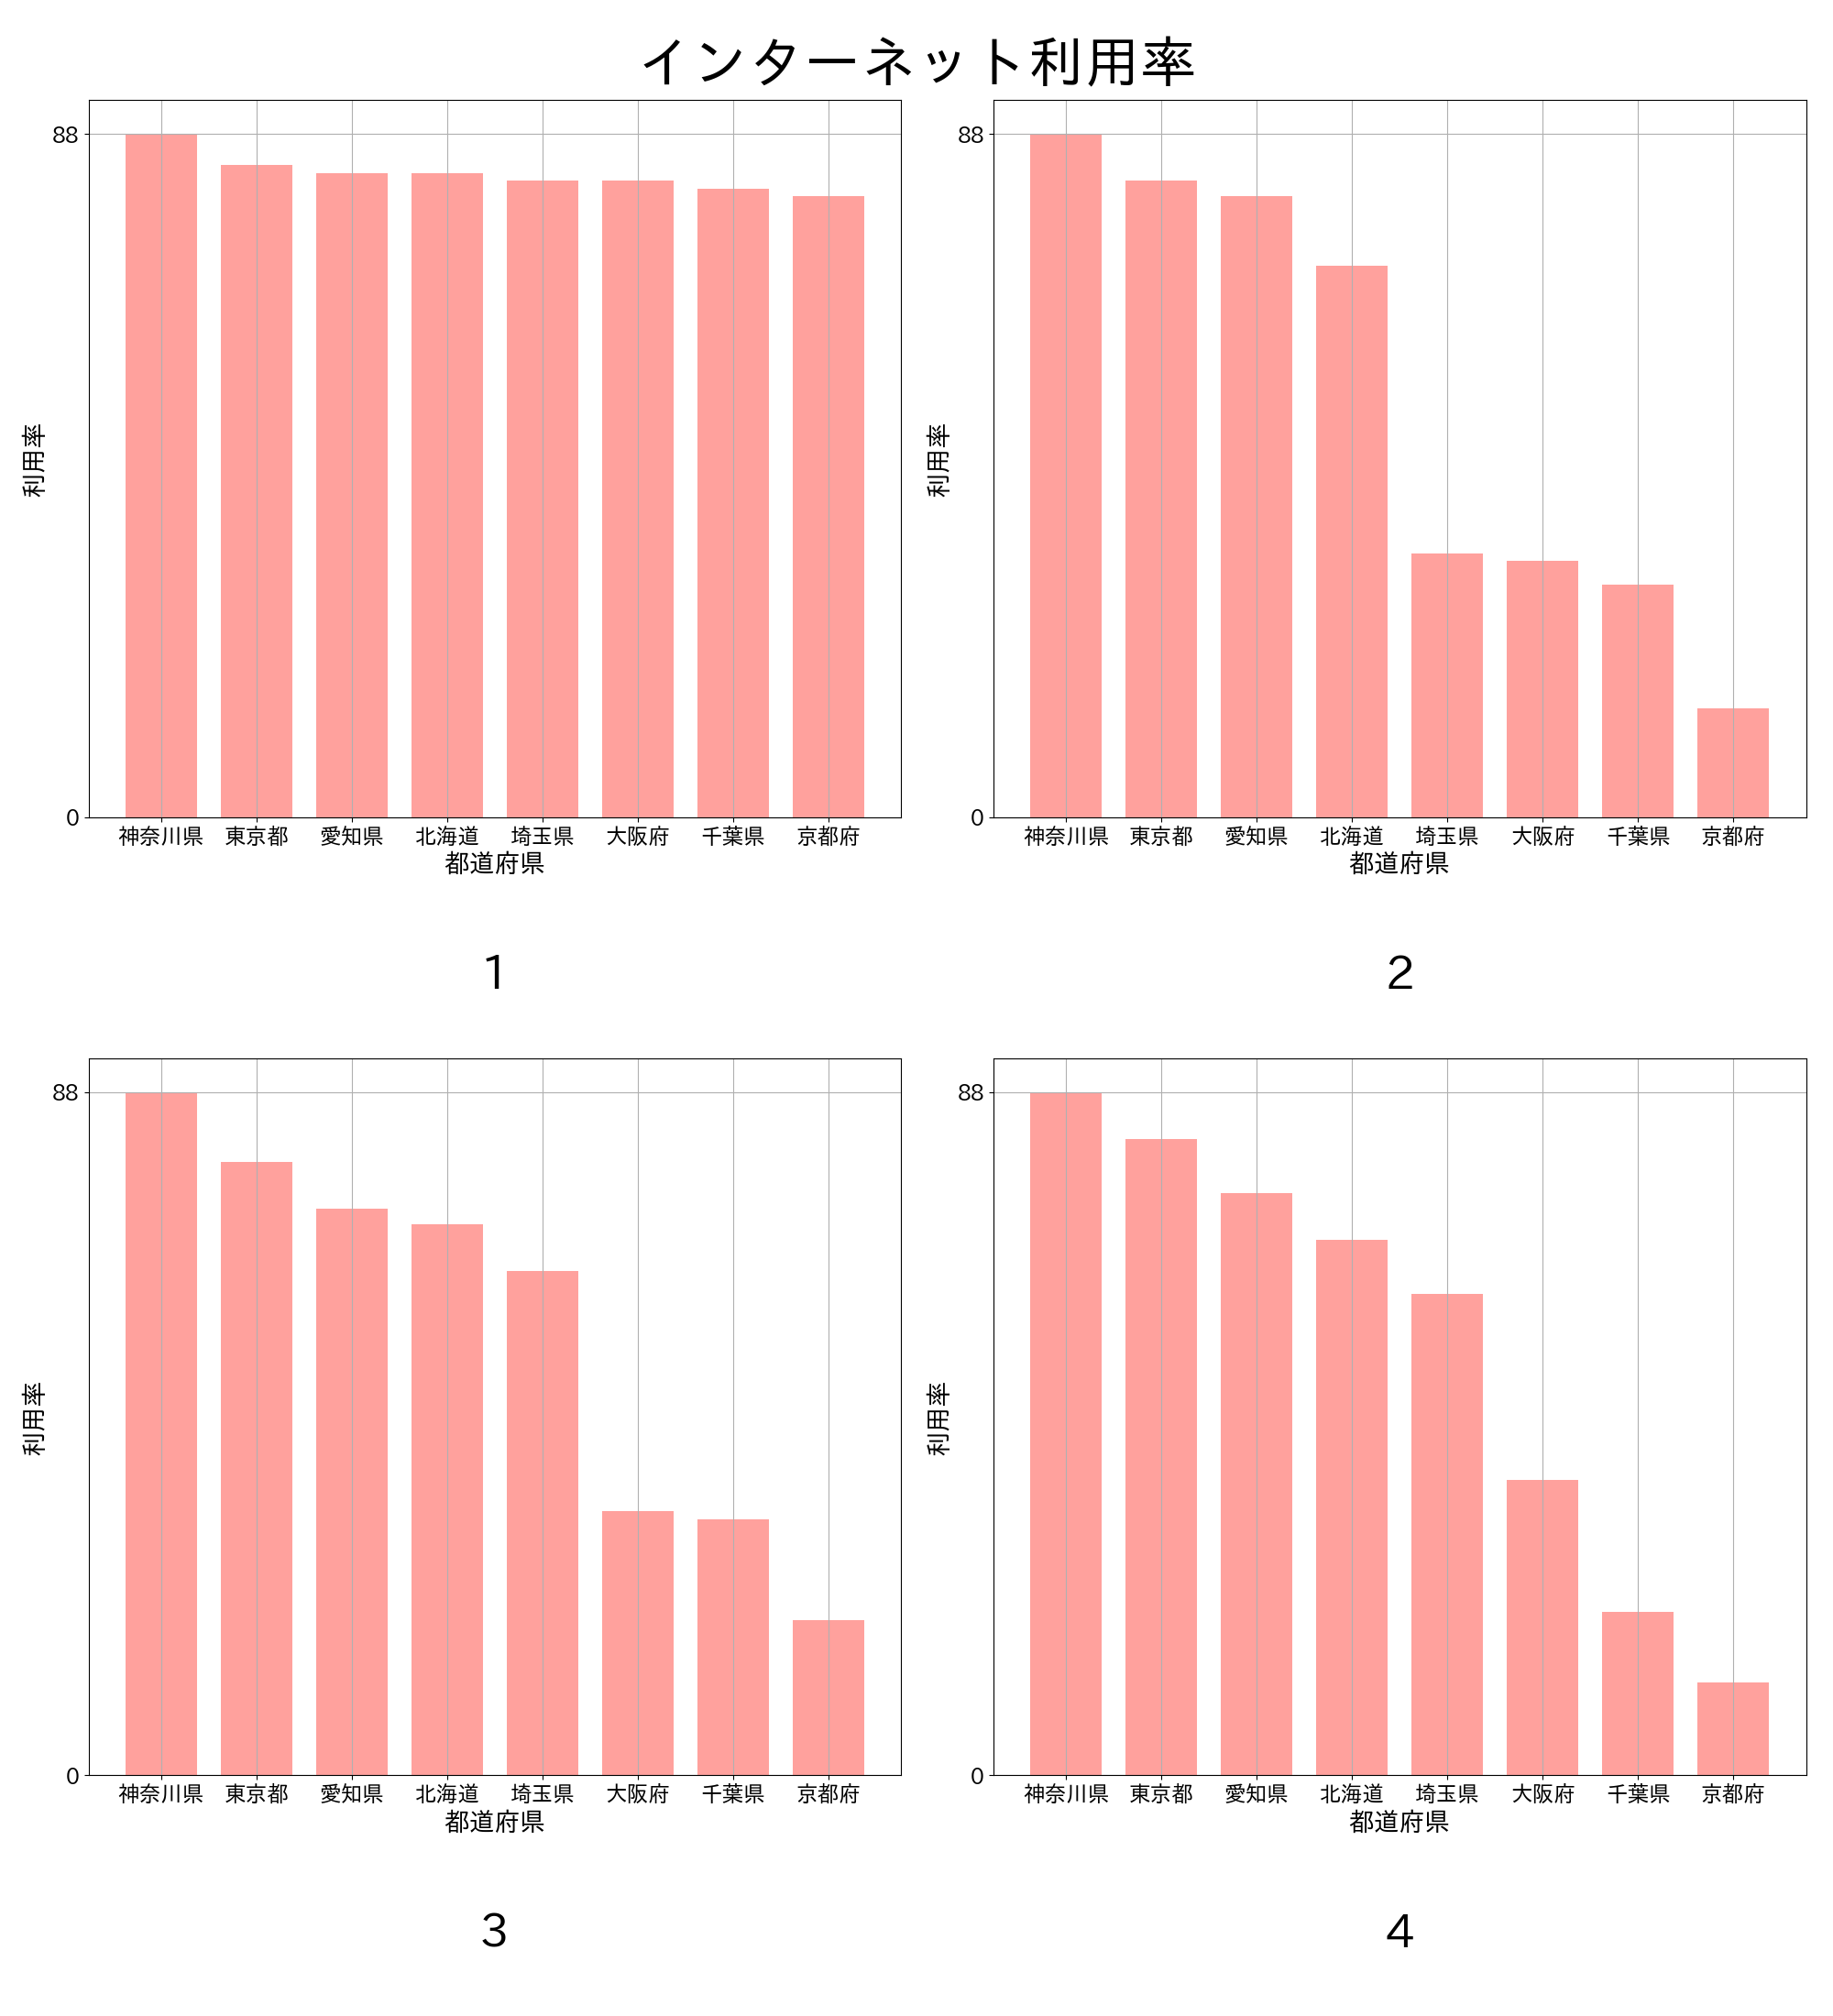 インターネット利用率
88
0
利用率
神奈川県 東京都 愛知県 北海道 埼玉県 大阪府 千葉県 京都府
都道府県
1
88
0
利用率
神奈川県 東京都 愛知県 北海道 埼玉県 大阪府 千葉県 京都府
都道府県
2
88
0
利用率
神奈川県 東京都 愛知県 北海道 埼玉県 大阪府 千葉県 京都府
都道府県
3
88
0
利用率
神奈川県 東京都 愛知県 北海道 埼玉県 大阪府 千葉県 京都府
都道府県
4